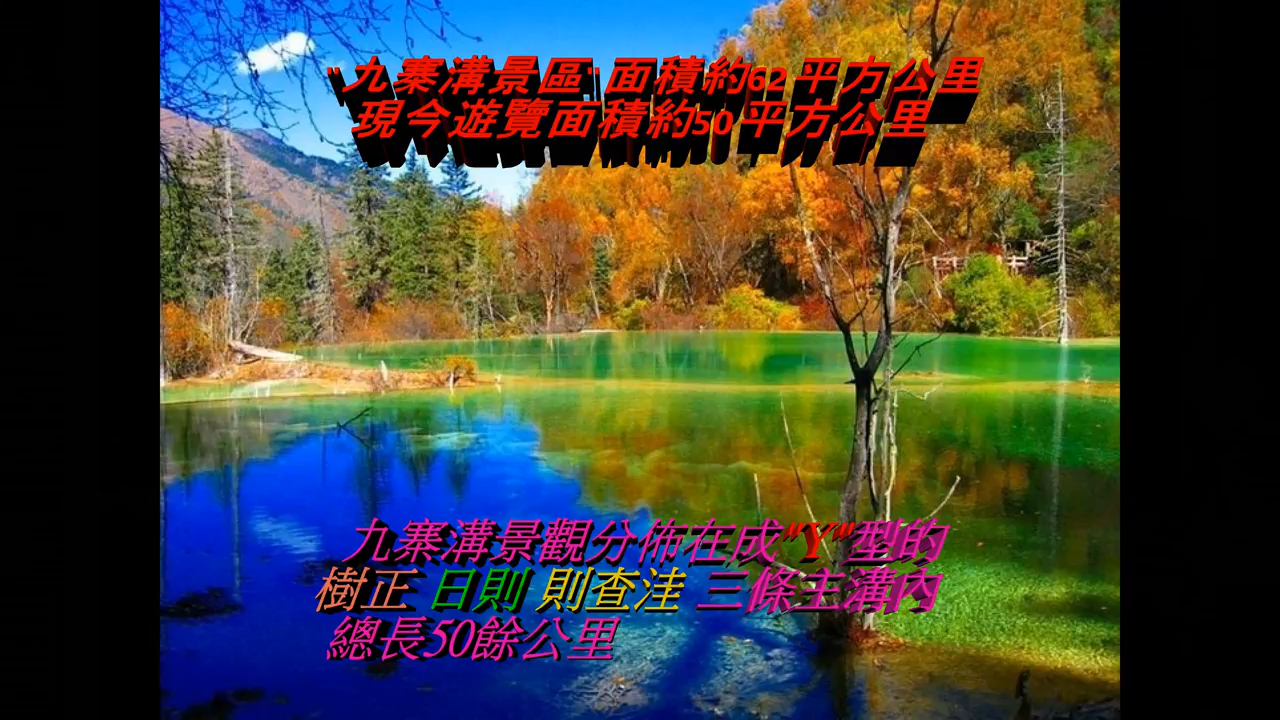 "九寨溝景區"面積約62平方公里
現今遊覽面積約50平方公里
九寨溝景觀分佈在成"Y"型的
樹正 日則 則查洼 三條主溝內
總長50餘公里